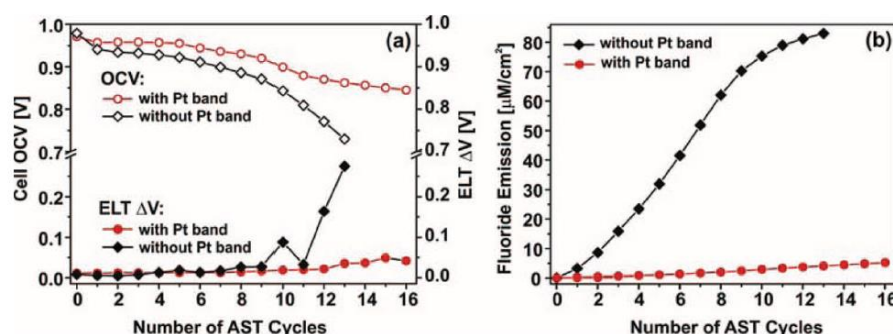 1.0
0.9
0.8
0.7
0.2
0.1
0.0
Cell OCV [V]
(a)
OCV:
with Pt band
without Pt band
ELT ΔV:
with Pt band
without Pt band
1.0
0.9
0.8
0.7
0.2
0.1
0.0
ELT ΔV [V]
0 2 4 6 8 10 12 14 16
Number of AST Cycles
80
70
60
50
40
30
20
10
0
Fluoride Emission [μM/cm²]
(b)
without Pt band
with Pt band
0 2 4 6 8 10 12 14 16
Number of AST Cycles